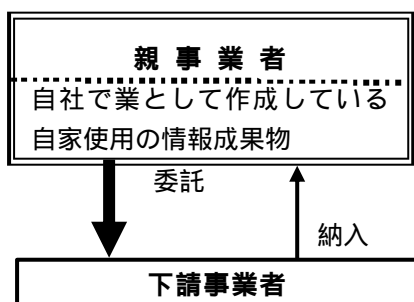 親事業者
自社で業として作成している
自家使用の情報成果物
委託
納入
下請事業者